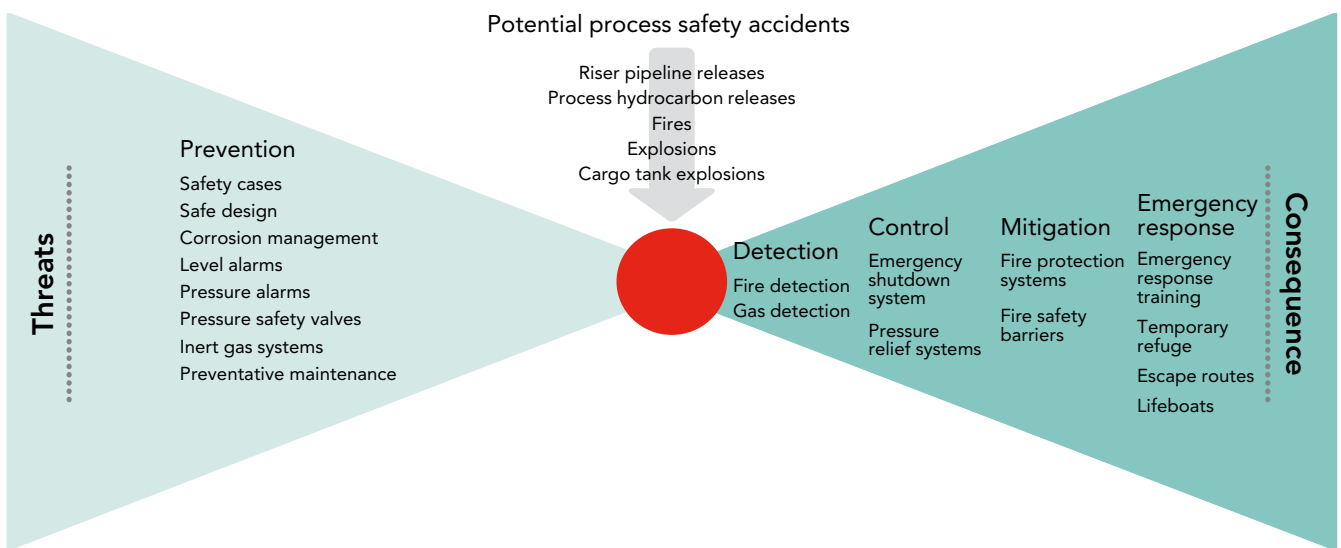 Potential process safety accidents
Riser pipeline releases
Process hydrocarbon releases
Fires
Explosions
Cargo tank explosions
Threats
Prevention
Safety cases
Safe design
Corrosion management
Level alarms
Pressure alarms
Pressure safety valves
Inert gas systems
Preventative maintenance
Detection
Fire detection
Gas detection
Control
Emergency
shutdown
system
Pressure
relief systems
Mitigation
Fire protection
systems
Fire safety
barriers
Emergency
response
Emergency
response
training
Temporary
refuge
Escape routes
Lifeboats
Consequence